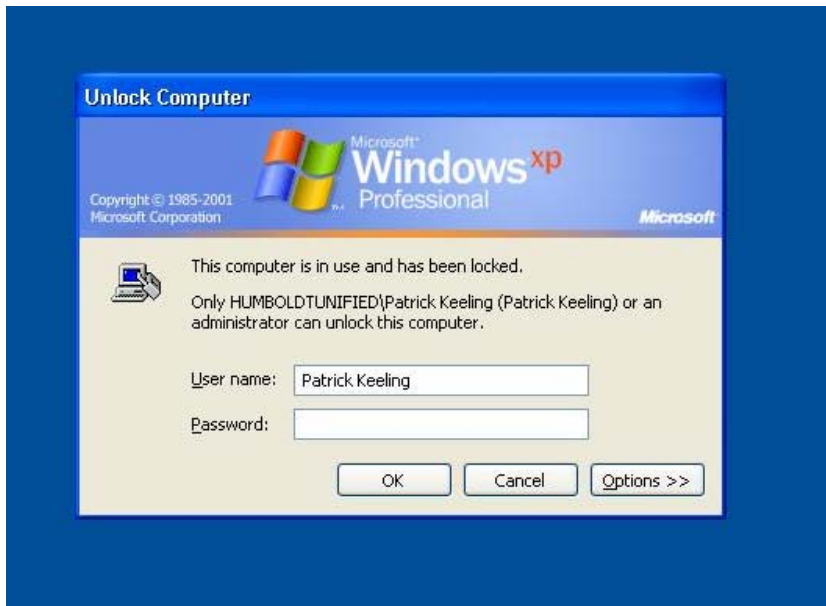 Unlock Computer
Microsoft
Windows xp
Professional
Copyright © 1985-2001
Microsoft Corporation
Microsoft
This computer is in use and has been locked.
Only HUMBOLDTUNIFIED\Patrick Keeling (Patrick Keeling) or an
administrator can unlock this computer.
User name: Patrick Keeling
Password:
OK Cancel Options >>